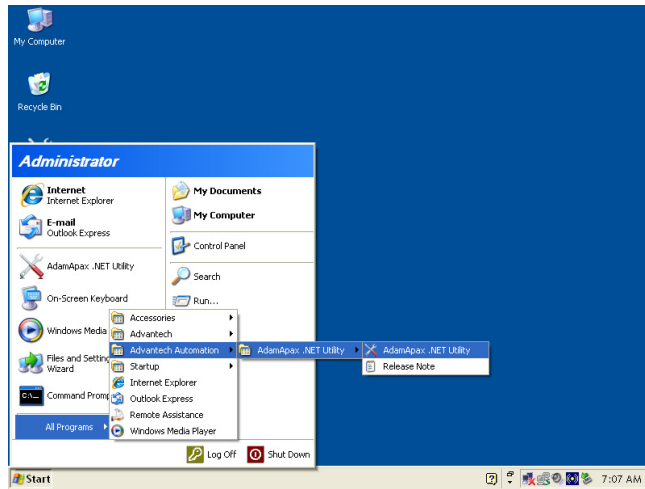 My Computer
Recycle Bin
Administrator
Internet
Internet Explorer
E-mail
Outlook Express
AdamApax .NET Utility
On-Screen Keyboard
Windows Media
Files and Setting
Wizard
Command Promp
All Programs
My Documents
My Computer
Control Panel
Search
Run...
Accessories
Advantech
Advantech Automation
Startup
Internet Explorer
Outlook Express
Remote Assistance
Windows Media Player
AdamApax .NET Utility
AdamApax .NET Utility
Release Note
Log Off
Shut Down
Start
7:07 AM